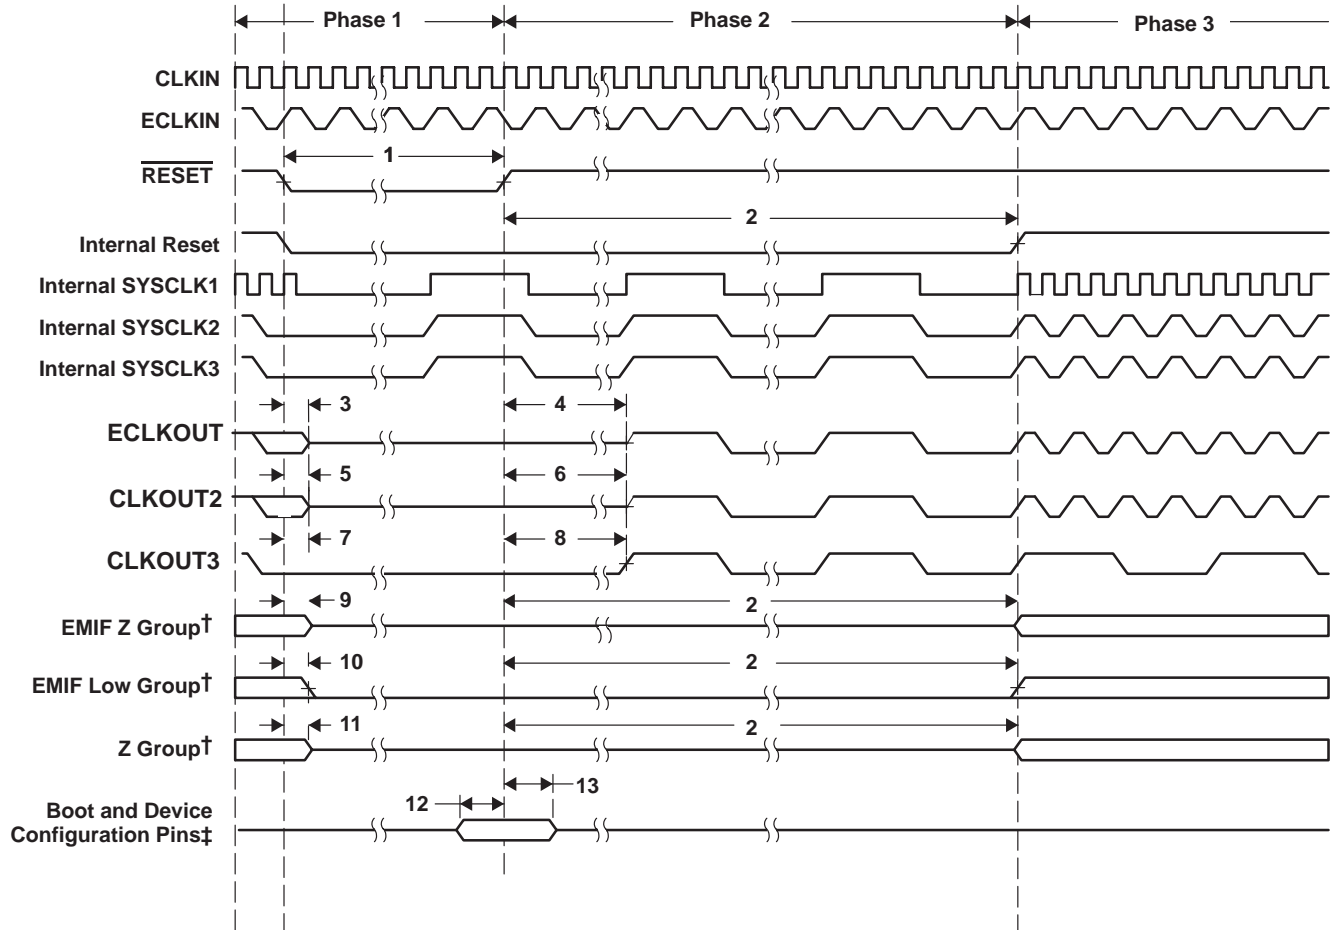 Phase 1
Phase 2
Phase 3
CLKIN
ECLKIN
1
RESET
2
Internal Reset
Internal SYSCLK1
Internal SYSCLK2
Internal SYSCLK3
3
4
ECLKOUT
5
6
CLKOUT2
7
8
CLKOUT3
9
2
EMIF Z Group†
10
2
EMIF Low Group†
11
2
Z Group†
13
12
Boot and Device
Configuration Pins‡